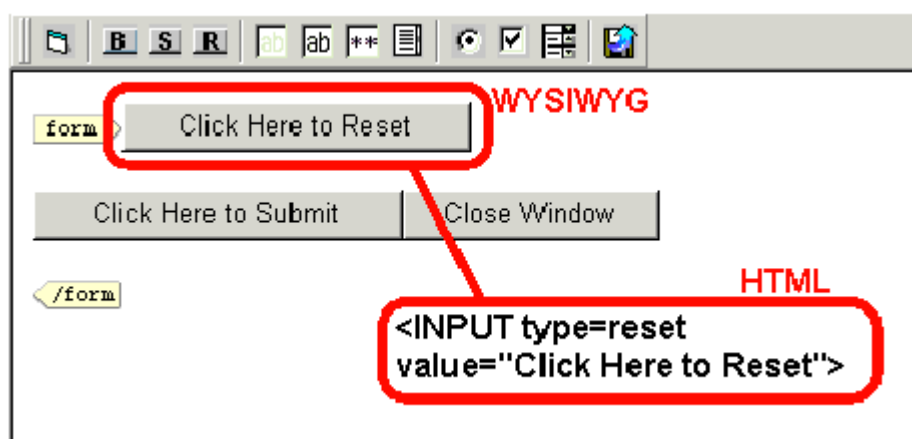 B S R ab ab **
WYSIWYG
form Click Here to Reset
Click Here to Submit Close Window
/form
HTML
<INPUT type=reset
value="Click Here to Reset">